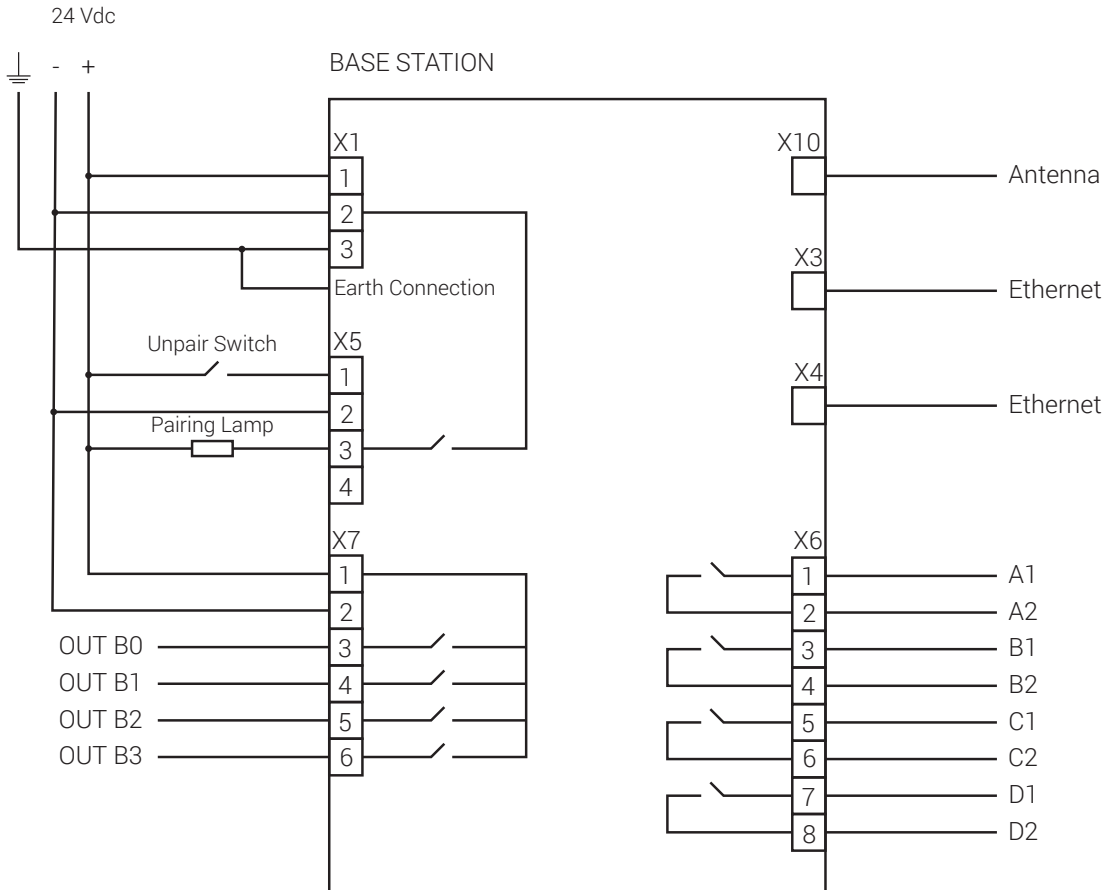 24 Vdc
- +
BASE STATION
X1
1
2
3
Earth Connection
Unpair Switch
X5
1
2
Pairing Lamp
3
4
X7
1
2
OUT B0
3
OUT B1
4
OUT B2
5
OUT B3
6
X10
Antenna
X3
Ethernet
X4
Ethernet
X6
1
A1
2
A2
3
B1
4
B2
5
C1
6
C2
7
D1
8
D2